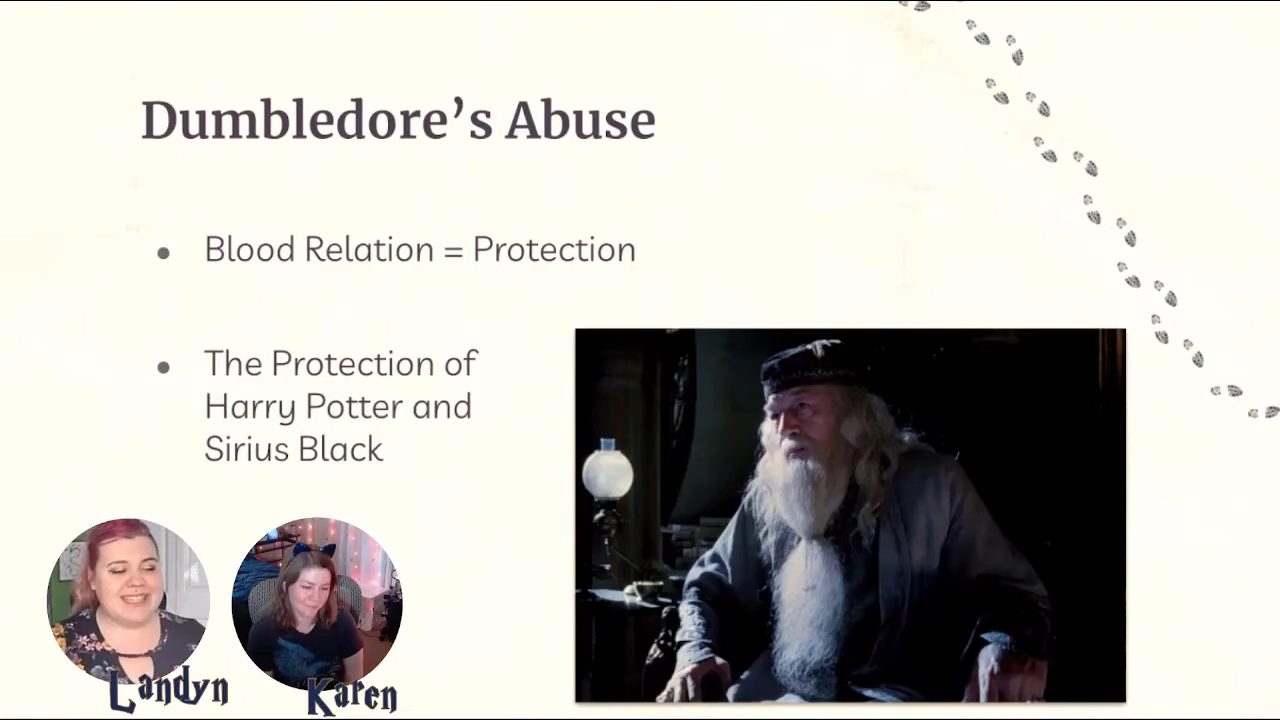 Dumbledore’s Abuse
● Blood Relation = Protection
● The Protection of
Harry Potter and
Sirius Black
Landyn
Karen